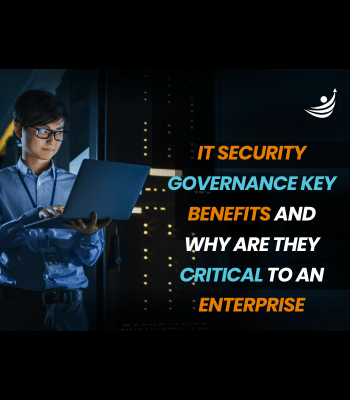 IT SECURITY
GOVERNANCE KEY
BENEFITS AND
WHY ARE THEY
CRITICAL TO AN
ENTERPRISE